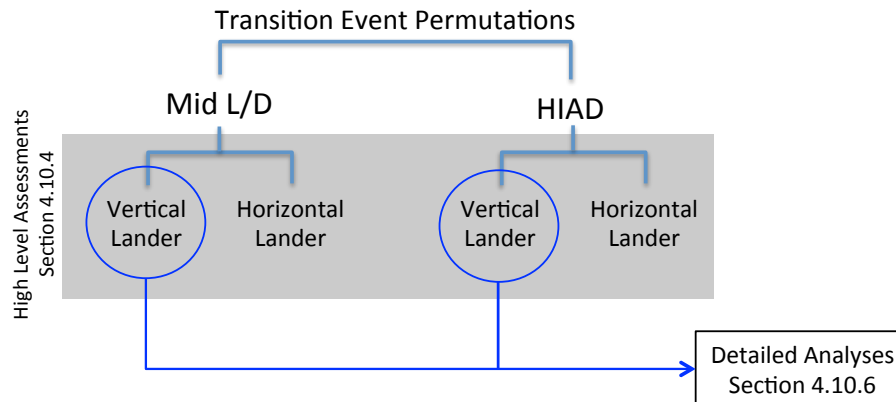 Transition Event Permutations
Mid L/D
HIAD
High Level Assessments
Section 4.10.4
Vertical
Lander
Horizontal
Lander
Vertical
Lander
Horizontal
Lander
Detailed Analyses
Section 4.10.6